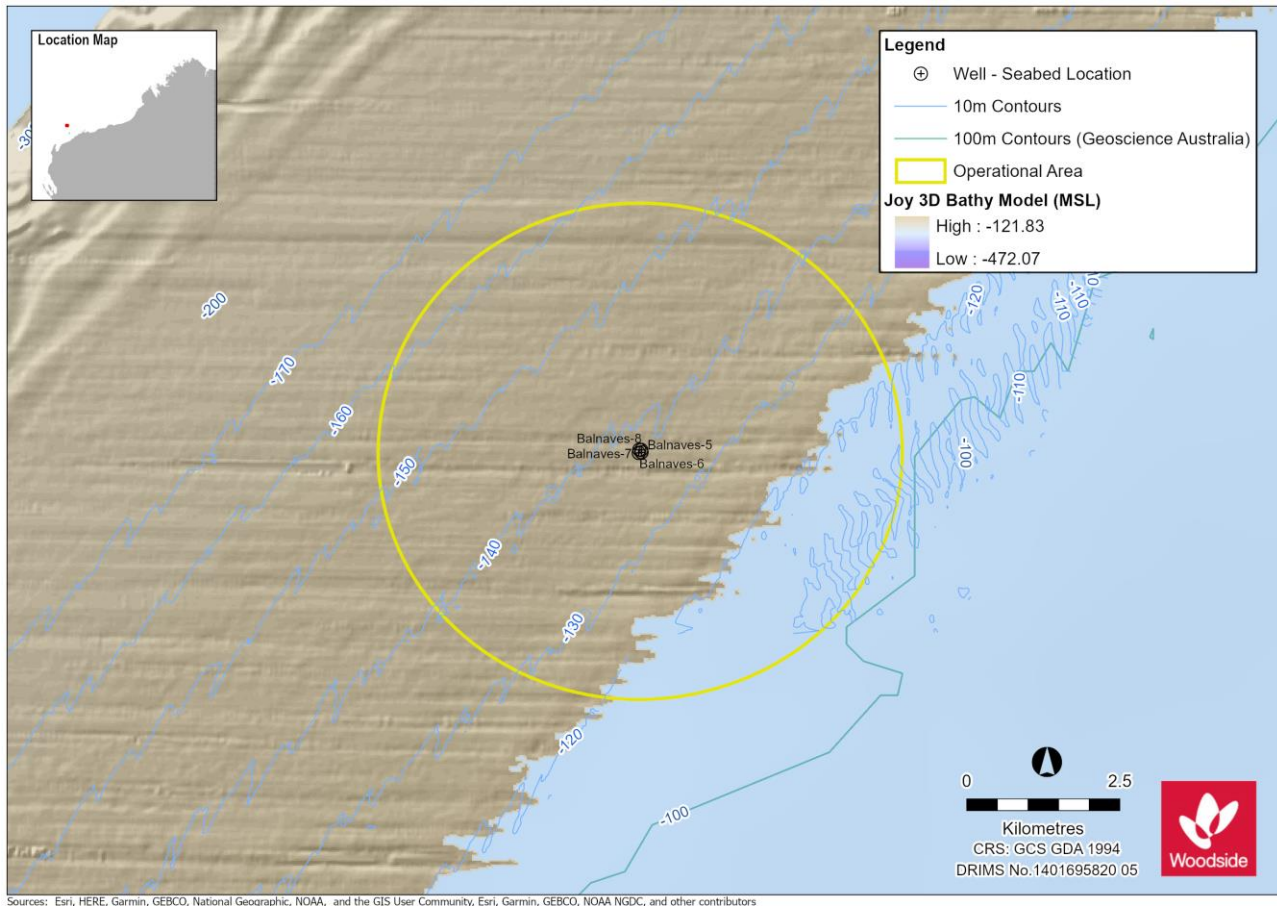 Location Map
Legend
Well - Seabed Location
10m Contours
100m Contours (Geoscience Australia)
Operational Area
Joy 3D Bathy Model (MSL)
High : -121.83
Low : -472.07
-200
-170
-160
-150
-140
-130
-120
-100
-120
-110
-110
-110
-100
Balnaves-8
Balnaves-5
Balnaves-7
Balnaves-6
0 2.5
Kilometres
CRS: GCS GDA 1994
DRIMS No.1401695820 05
Woodside
Sources: Esri, HERE, Garmin, GEBCO, National Geographic, NOAA, and the GIS User Community, Esri, Garmin, GEBCO, NOAA NGDC, and other contributors